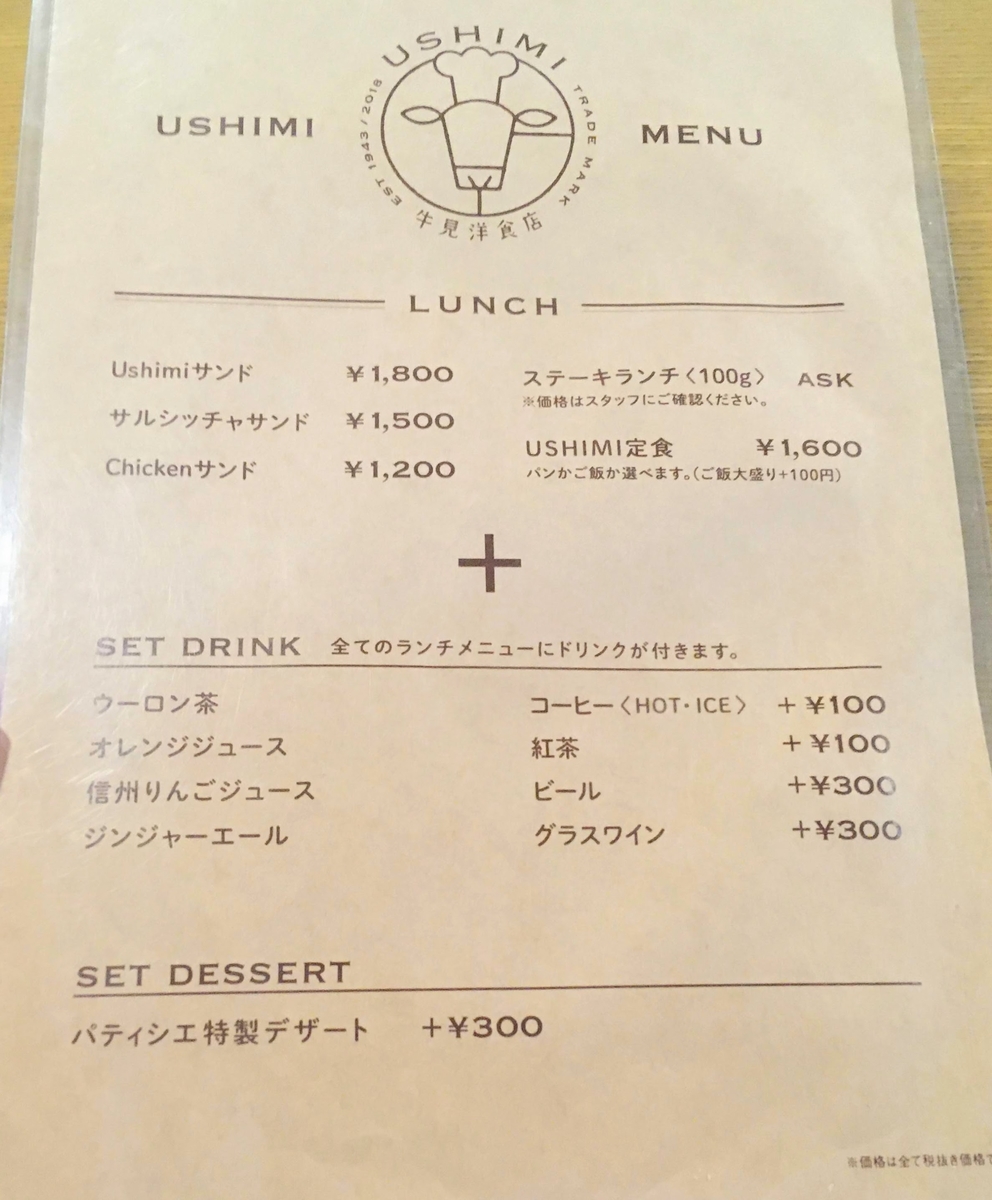 USHIMI
EST 1943/2018
TRADE MARK
牛見洋食店
USHIMI MENU
LUNCH
Ushimiサンド ¥1,800
サルシッチャサンド ¥1,500
Chickenサンド ¥1,200
ステーキランチ〈100g〉 ASK
※価格はスタッフにご確認ください。
USHIMI定食 ¥1,600
パンかご飯か選べます。(ご飯大盛り+100円)
+
SET DRINK 全てのランチメニューにドリンクが付きます。
ウーロン茶
オレンジジュース
信州りんごジュース
ジンジャーエール
コーヒー〈HOT・ICE〉 +¥100
紅茶 +¥100
ビール +¥300
グラスワイン +¥300
SET DESSERT
パティシエ特製デザート +¥300
※価格は全て税抜き価格で